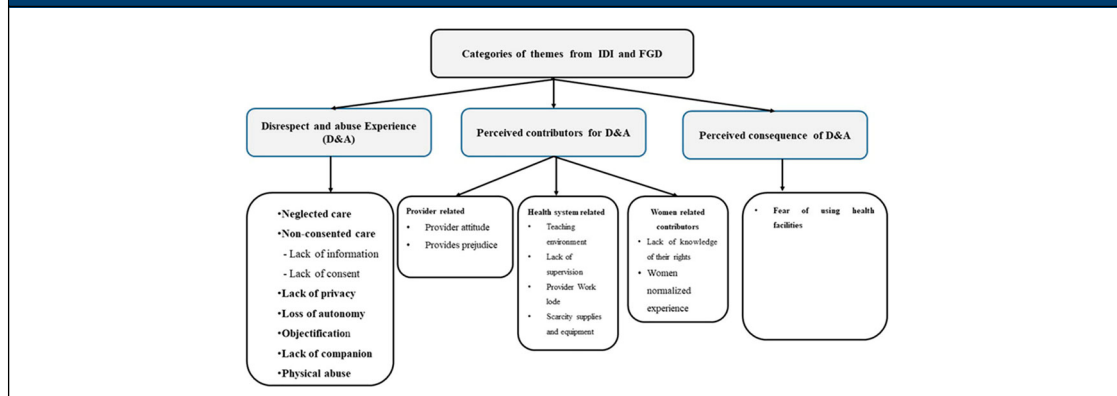 Categories of themes from IDI and FGD
Disrespect and abuse Experience
(D&A)
Perceived contributors for D&A
Perceived consequence of D&A
•Neglected care
•Non-consented care
- Lack of information
- Lack of consent
•Lack of privacy
•Loss of autonomy
•Objectification
•Lack of companion
•Physical abuse
Provider related
• Provider attitude
• Provides prejudice
Health system related
• Teaching
environment
• Lack of
supervision
• Provider Work
lode
• Scarcity supplies
and equipment
Women related
contributors
• Lack of knowledge
of their rights
• Women
normalized
experience
• Fear of using health
facilities